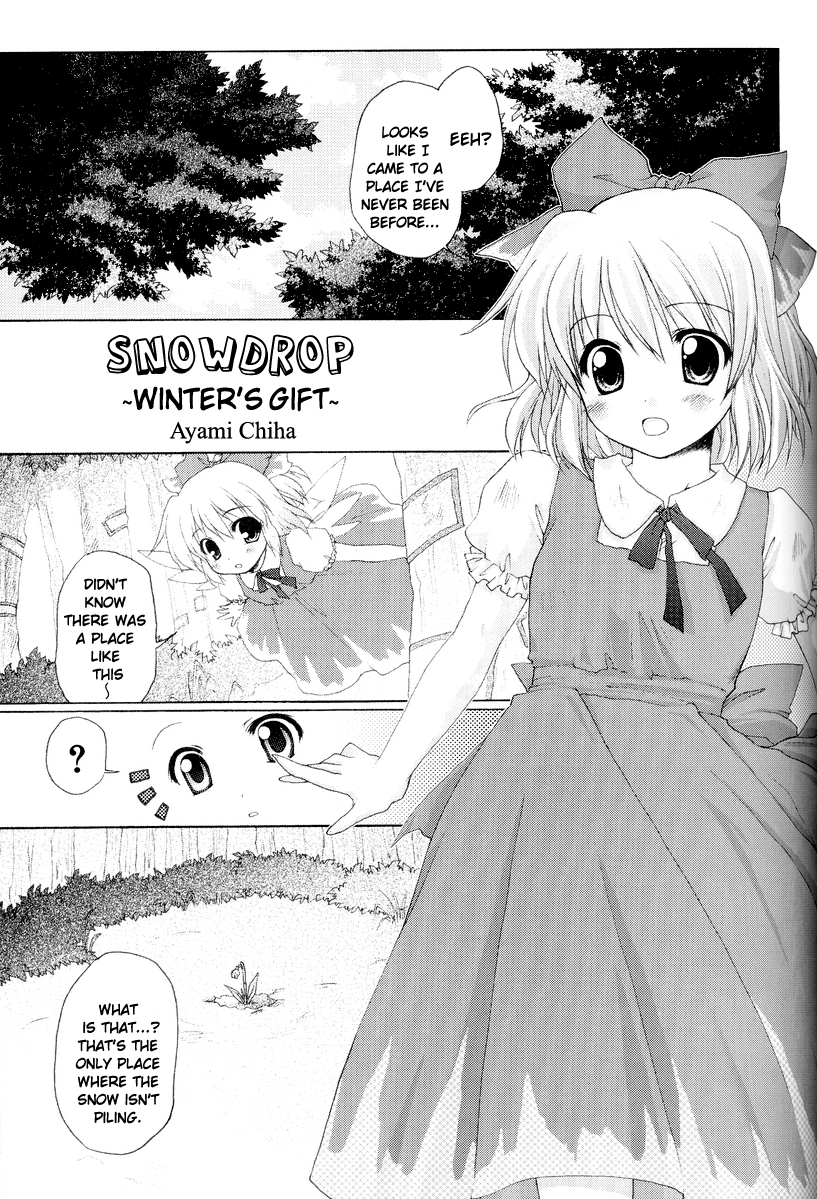 EEH?
LOOKS
LIKE I
CAME TO A
PLACE I'VE
NEVER BEEN
BEFORE...
SNOWDROP
~WINTER'S GIFT~
Ayami Chiha
DIDN'T
KNOW
THERE WAS
A PLACE
LIKE
THIS
~
?
WHAT
IS THAT...?
THAT'S THE
ONLY PLACE
WHERE THE
SNOW ISN'T
PILING.